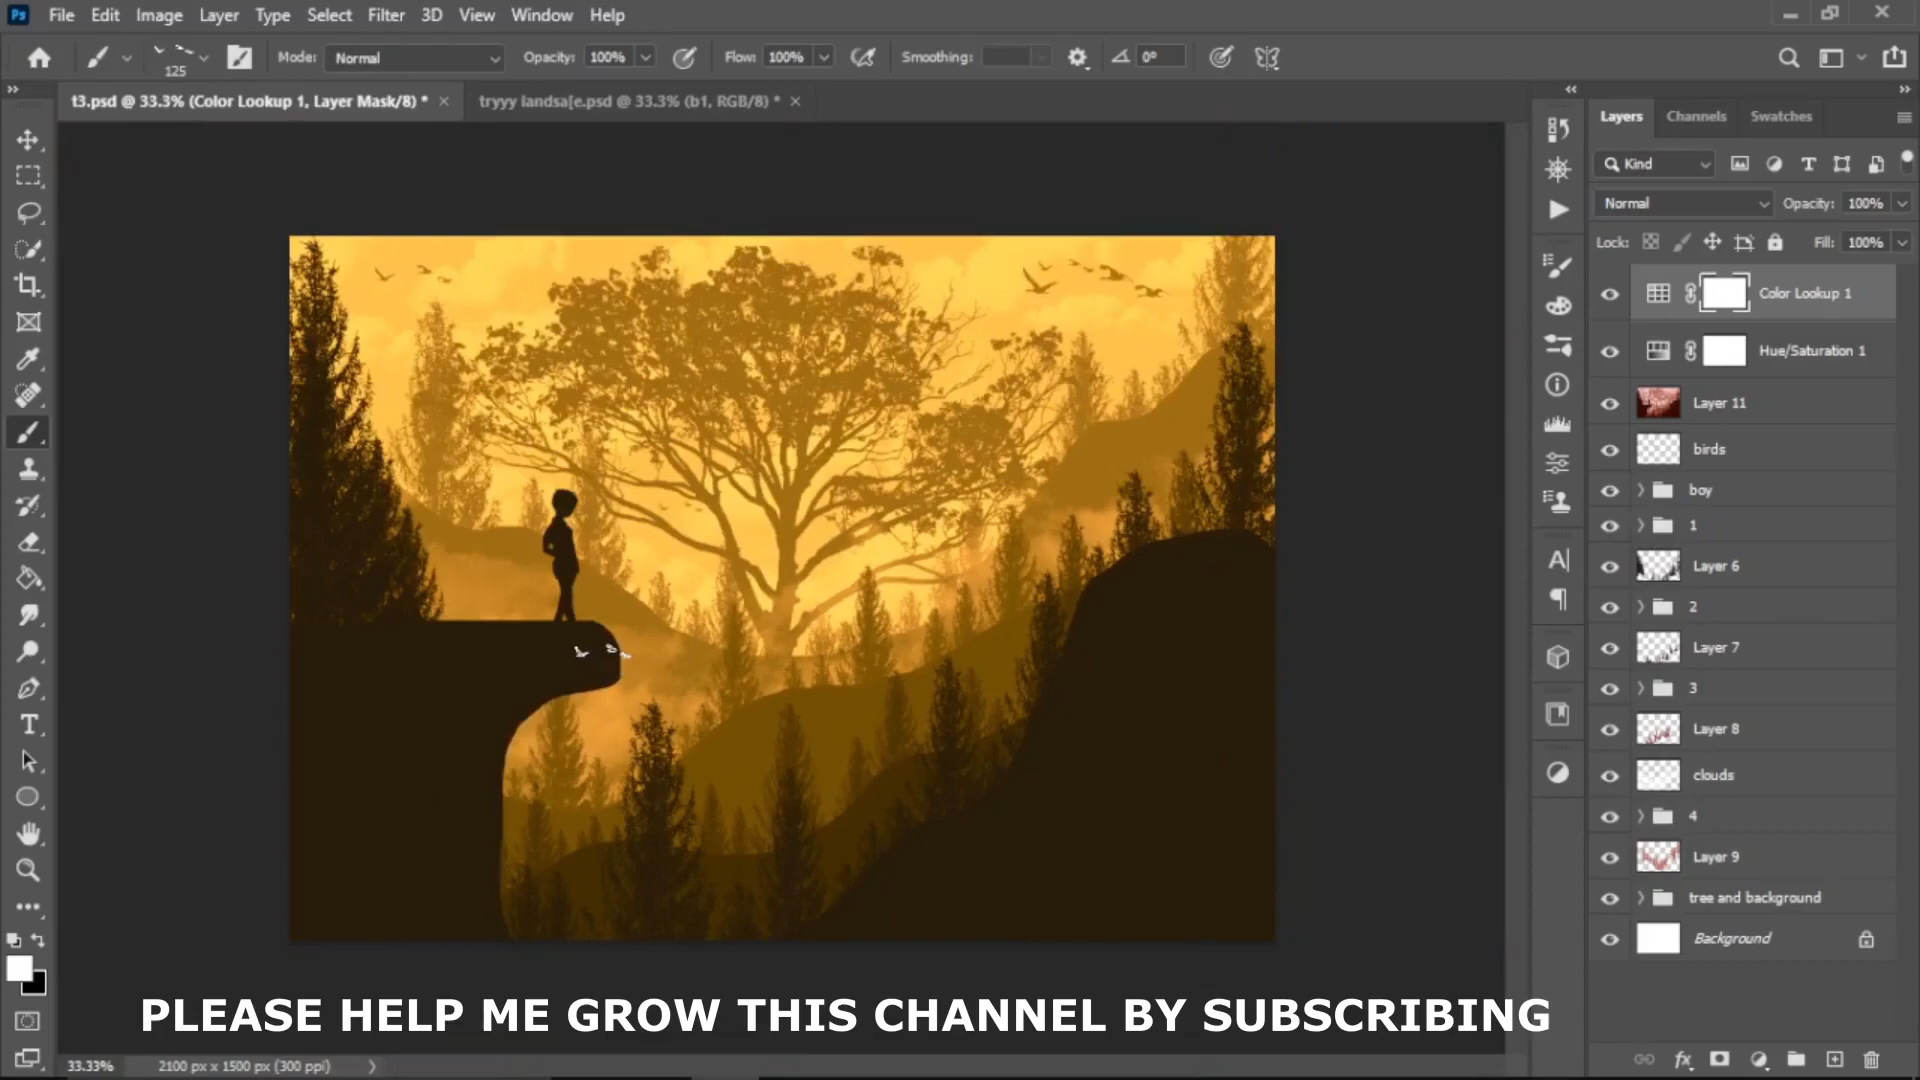 Ps File Edit Image Layer Type Select Filter 3D View Window Help
125 Mode: Normal Opacity: 100% Flow: 100% Smoothing: 0°
t3.psd @ 33.3% (Color Lookup 1, Layer Mask/8) * tryyy landsa[e.psd @ 33.3% (b1, RGB/8) *
Layers Channels Swatches
Kind
Normal Opacity: 100%
Lock: Fill: 100%
Color Lookup 1
Hue/Saturation 1
Layer 11
birds
boy
1
Layer 6
2
Layer 7
3
Layer 8
clouds
4
Layer 9
tree and background
Background
PLEASE HELP ME GROW THIS CHANNEL BY SUBSCRIBING
33.33% 2100 px x 1500 px (300 ppi)